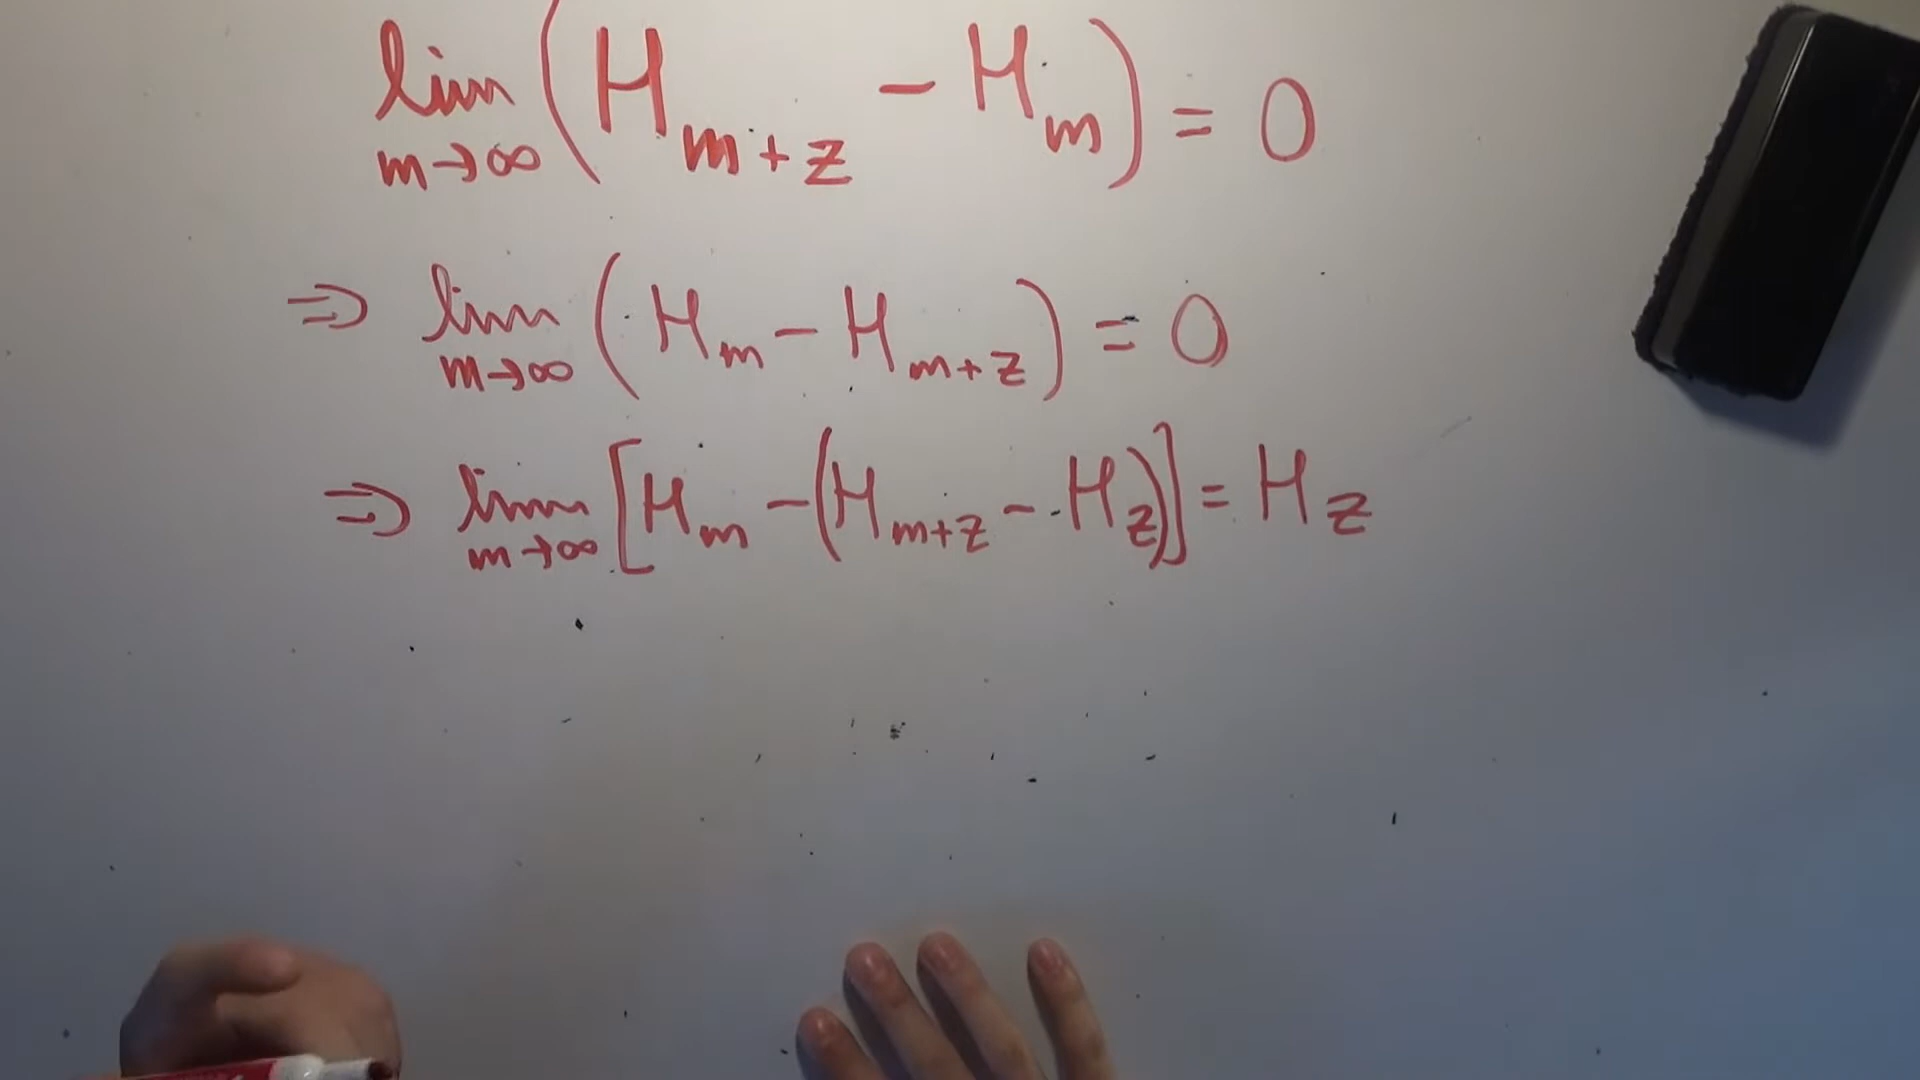 lim m→∞ (H_{m+z} - H_m) = 0
⇒ lim m→∞ (H_m - H_{m+z}) = 0
⇒ lim m→∞ [H_m - (H_{m+z} - H_z)] = H_z